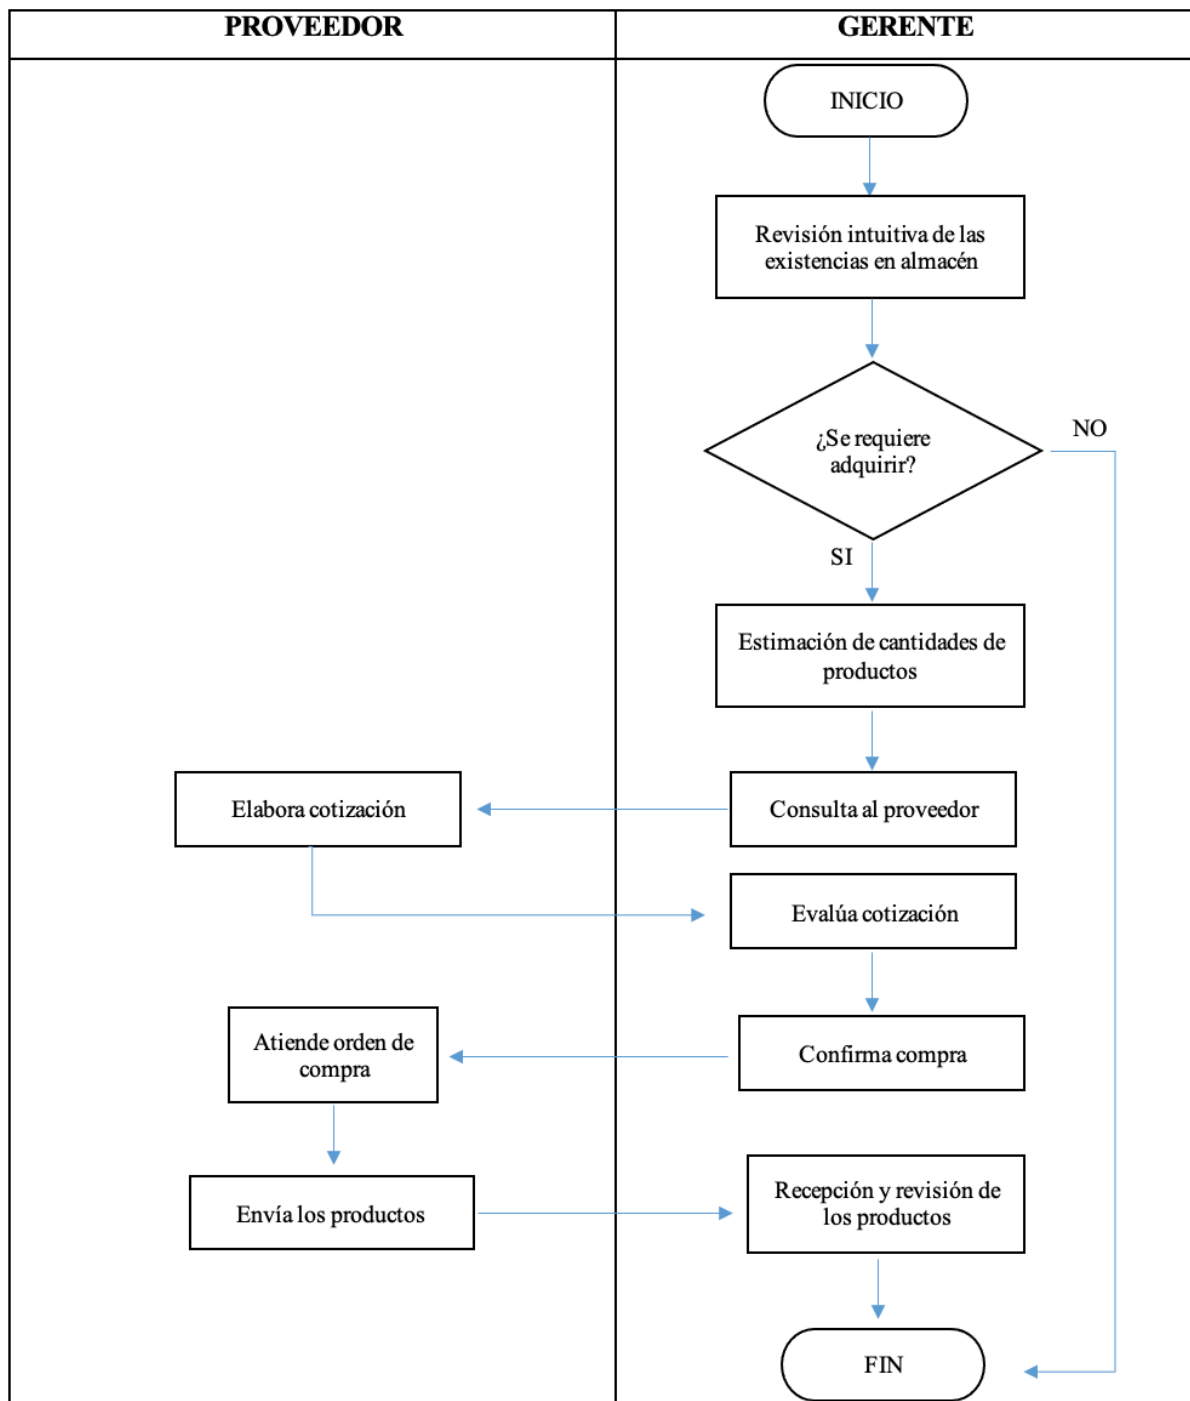 PROVEEDOR
GERENTE
INICIO
Revisión intuitiva de las
existencias en almacén
¿Se requiere
adquirir?
NO
SI
Estimación de cantidades de
productos
Elabora cotización
Consulta al proveedor
Evalúa cotización
Atiende orden de
compra
Confirma compra
Envía los productos
Recepción y revisión de
los productos
FIN